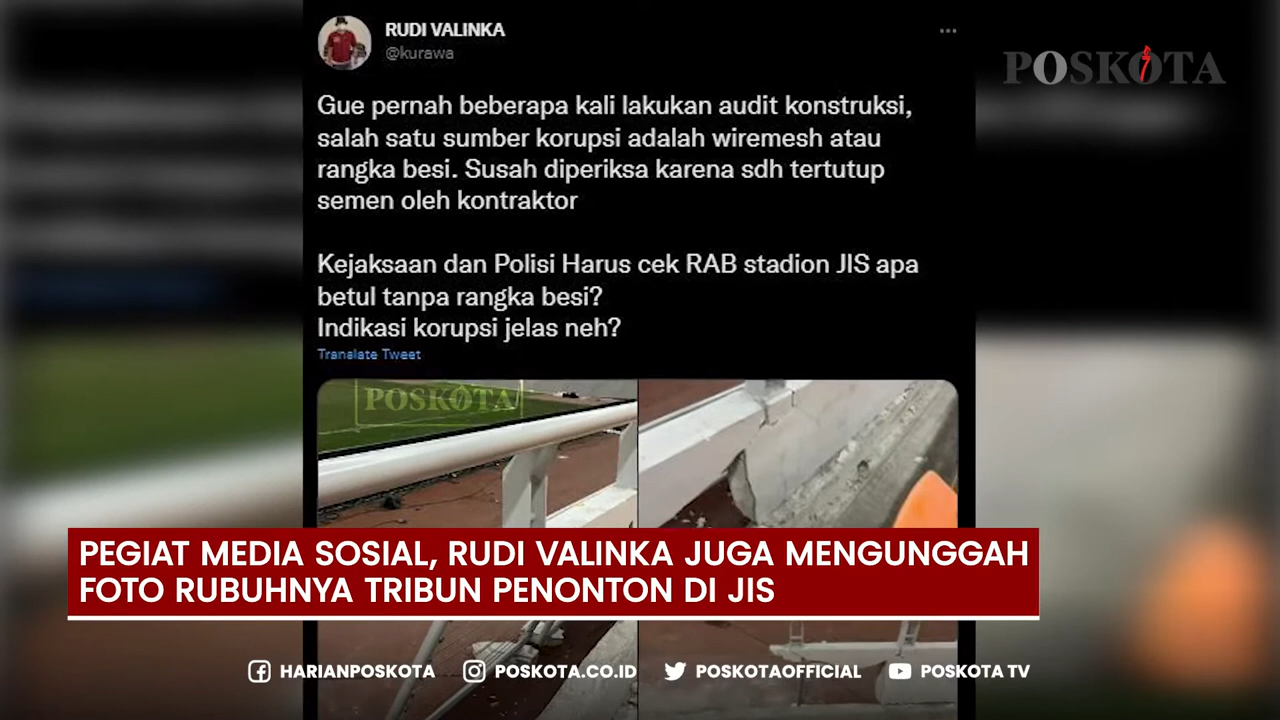 RUDI VALINKA
@kurawa
POSKOTA
Gue pernah beberapa kali lakukan audit konstruksi,
salah satu sumber korupsi adalah wiremesh atau
rangka besi. Susah diperiksa karena sdh tertutup
semen oleh kontraktor
Kejaksaan dan Polisi Harus cek RAB stadion JIS apa
betul tanpa rangka besi?
Indikasi korupsi jelas neh?
Translate Tweet
POSKOTA
PEGIAT MEDIA SOSIAL, RUDI VALINKA JUGA MENGUNGGAH
FOTO RUBUHNYA TRIBUN PENONTON DI JIS
HARIANPOSKOTA POSKOTA.CO.ID POSKOTAOFFICIAL POSKOTA TV